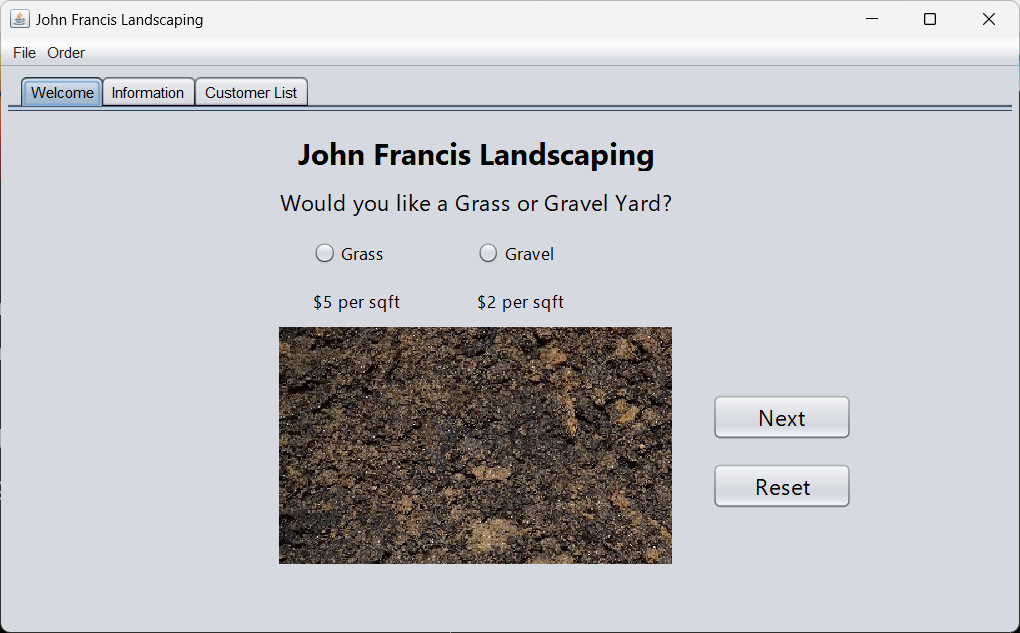 John Francis Landscaping
File Order
Welcome Information Customer List
John Francis Landscaping
Would you like a Grass or Gravel Yard?
Grass Gravel
$5 per sqft $2 per sqft
Next
Reset